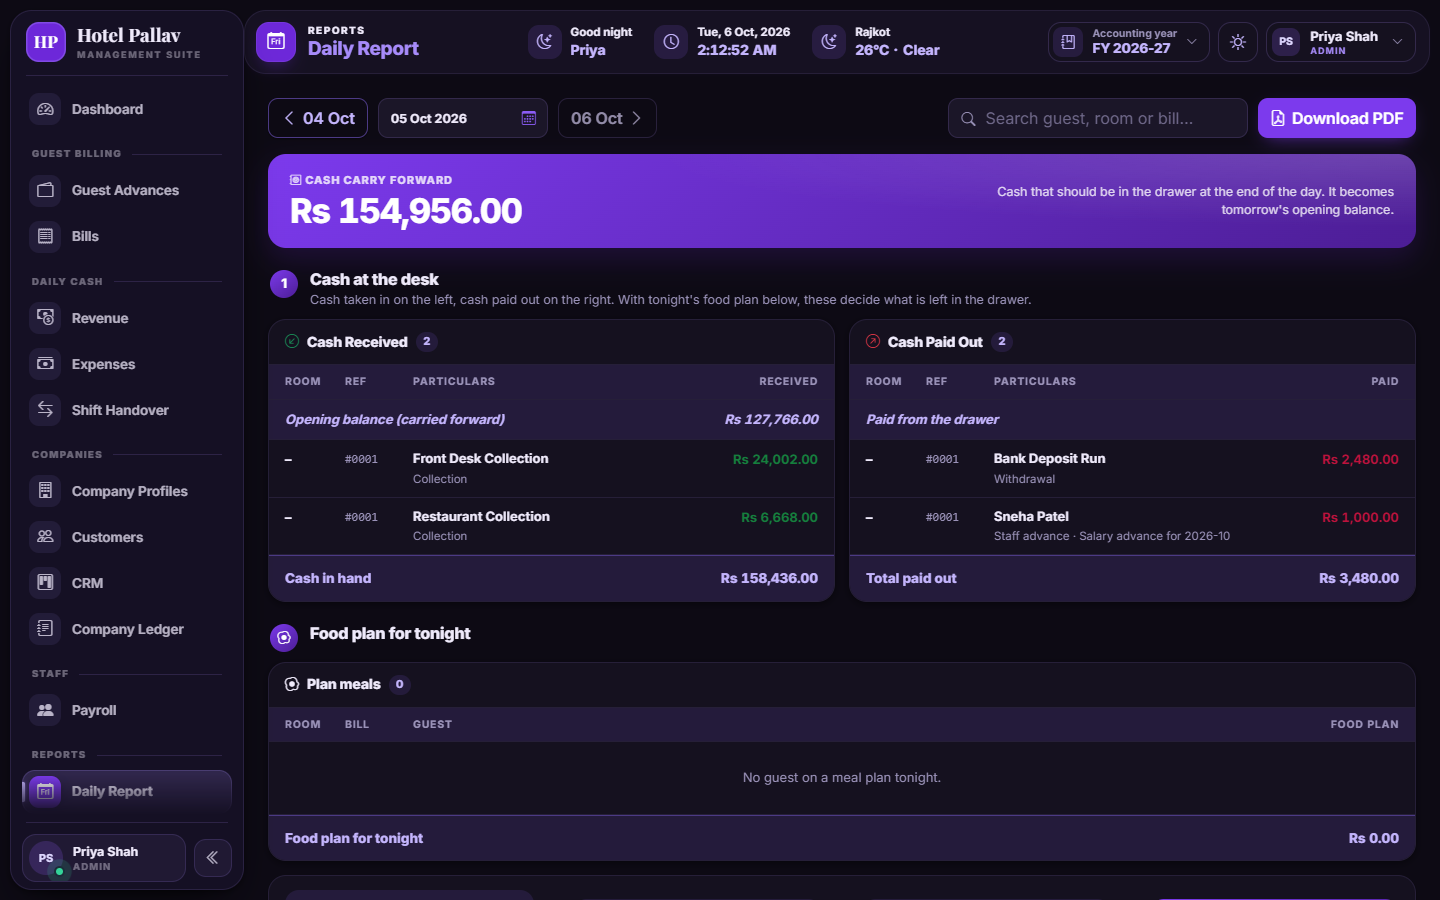 HP
Hotel Pallav
MANAGEMENT SUITE
Dashboard
GUEST BILLING
Guest Advances
Bills
DAILY CASH
Revenue
Expenses
Shift Handover
COMPANIES
Company Profiles
Customers
CRM
Company Ledger
STAFF
Payroll
REPORTS
Fri
Daily Report
PS
Priya Shah
ADMIN
Fri
REPORTS
Daily Report
Good night
Priya
Tue, 6 Oct, 2026
2:12:52 AM
Rajkot
26°C · Clear
Accounting year
FY 2026-27
PS
Priya Shah
ADMIN
04 Oct
05 Oct 2026
06 Oct
Search guest, room or bill...
Download PDF
CASH CARRY FORWARD
Rs 154,956.00
Cash that should be in the drawer at the end of the day. It becomes
tomorrow's opening balance.
1
Cash at the desk
Cash taken in on the left, cash paid out on the right. With tonight's food plan below, these decide what is left in the drawer.
Cash Received 2
ROOM REF PARTICULARS RECEIVED
Opening balance (carried forward) Rs 127,766.00
– #0001 Front Desk Collection Rs 24,002.00
Collection
– #0001 Restaurant Collection Rs 6,668.00
Collection
Cash in hand Rs 158,436.00
Cash Paid Out 2
ROOM REF PARTICULARS PAID
Paid from the drawer
– #0001 Bank Deposit Run Rs 2,480.00
Withdrawal
– #0001 Sneha Patel Rs 1,000.00
Staff advance · Salary advance for 2026-10
Total paid out Rs 3,480.00
Food plan for tonight
Plan meals 0
ROOM BILL GUEST FOOD PLAN
No guest on a meal plan tonight.
Food plan for tonight Rs 0.00